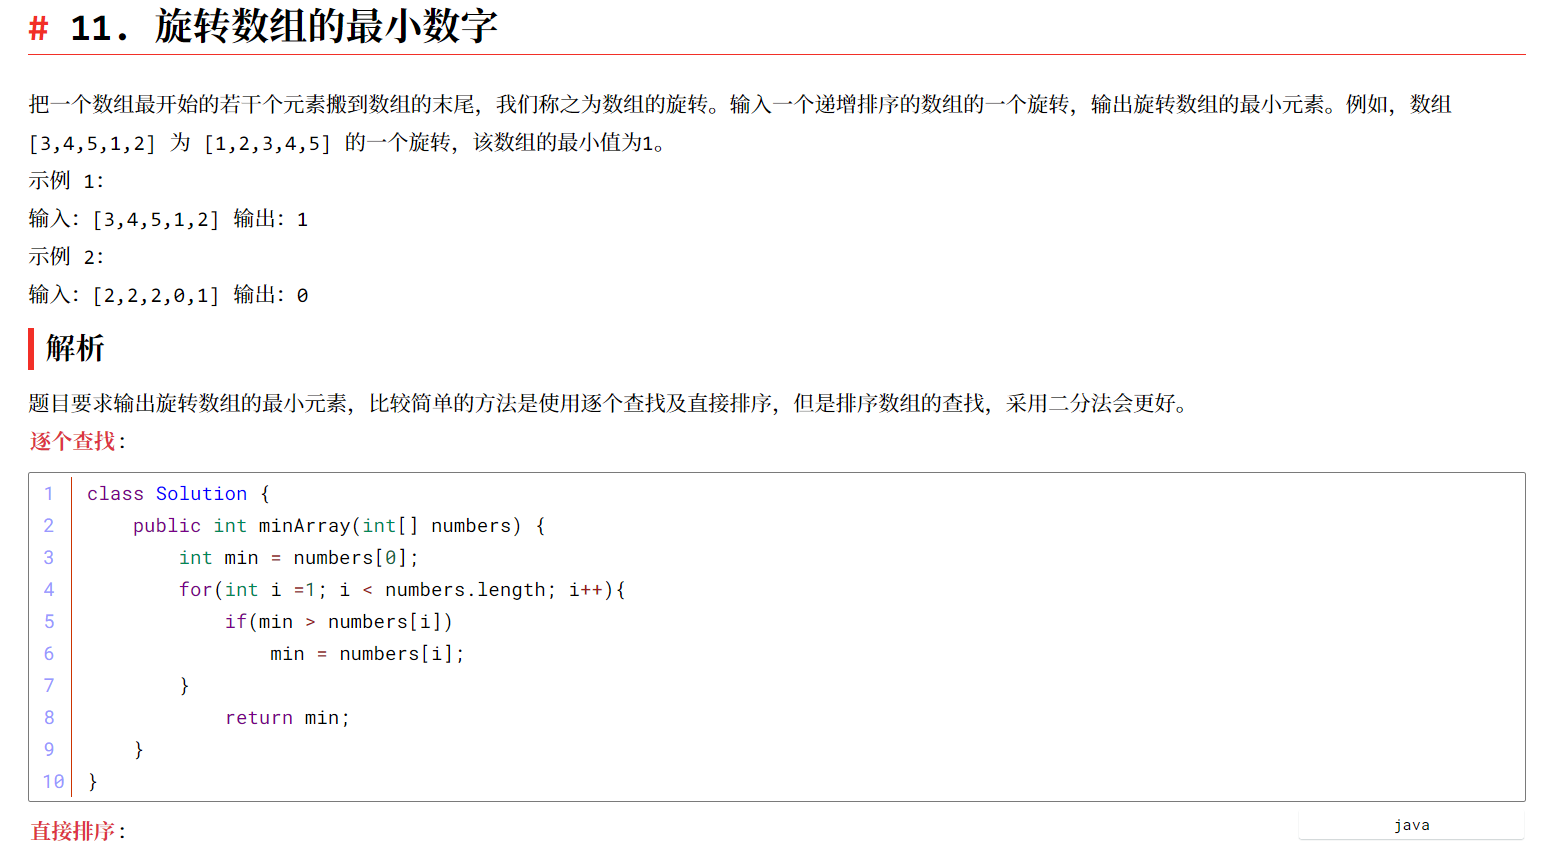 # 11. 旋转数组的最小数字
把一个数组最开始的若干个元素搬到数组的末尾，我们称之为数组的旋转。输入一个递增排序的数组的一个旋转，输出旋转数组的最小元素。例如，数组
[3,4,5,1,2] 为 [1,2,3,4,5] 的一个旋转，该数组的最小值为1。
示例 1：
输入：[3,4,5,1,2] 输出：1
示例 2：
输入：[2,2,2,0,1] 输出：0
解析
题目要求输出旋转数组的最小元素，比较简单的方法是使用逐个查找及直接排序，但是排序数组的查找，采用二分法会更好。
逐个查找：
1 class Solution {
2     public int minArray(int[] numbers) {
3         int min = numbers[0];
4         for(int i =1; i < numbers.length; i++){
5             if(min > numbers[i])
6                 min = numbers[i];
7         }
8             return min;
9     }
10 }
直接排序：
java